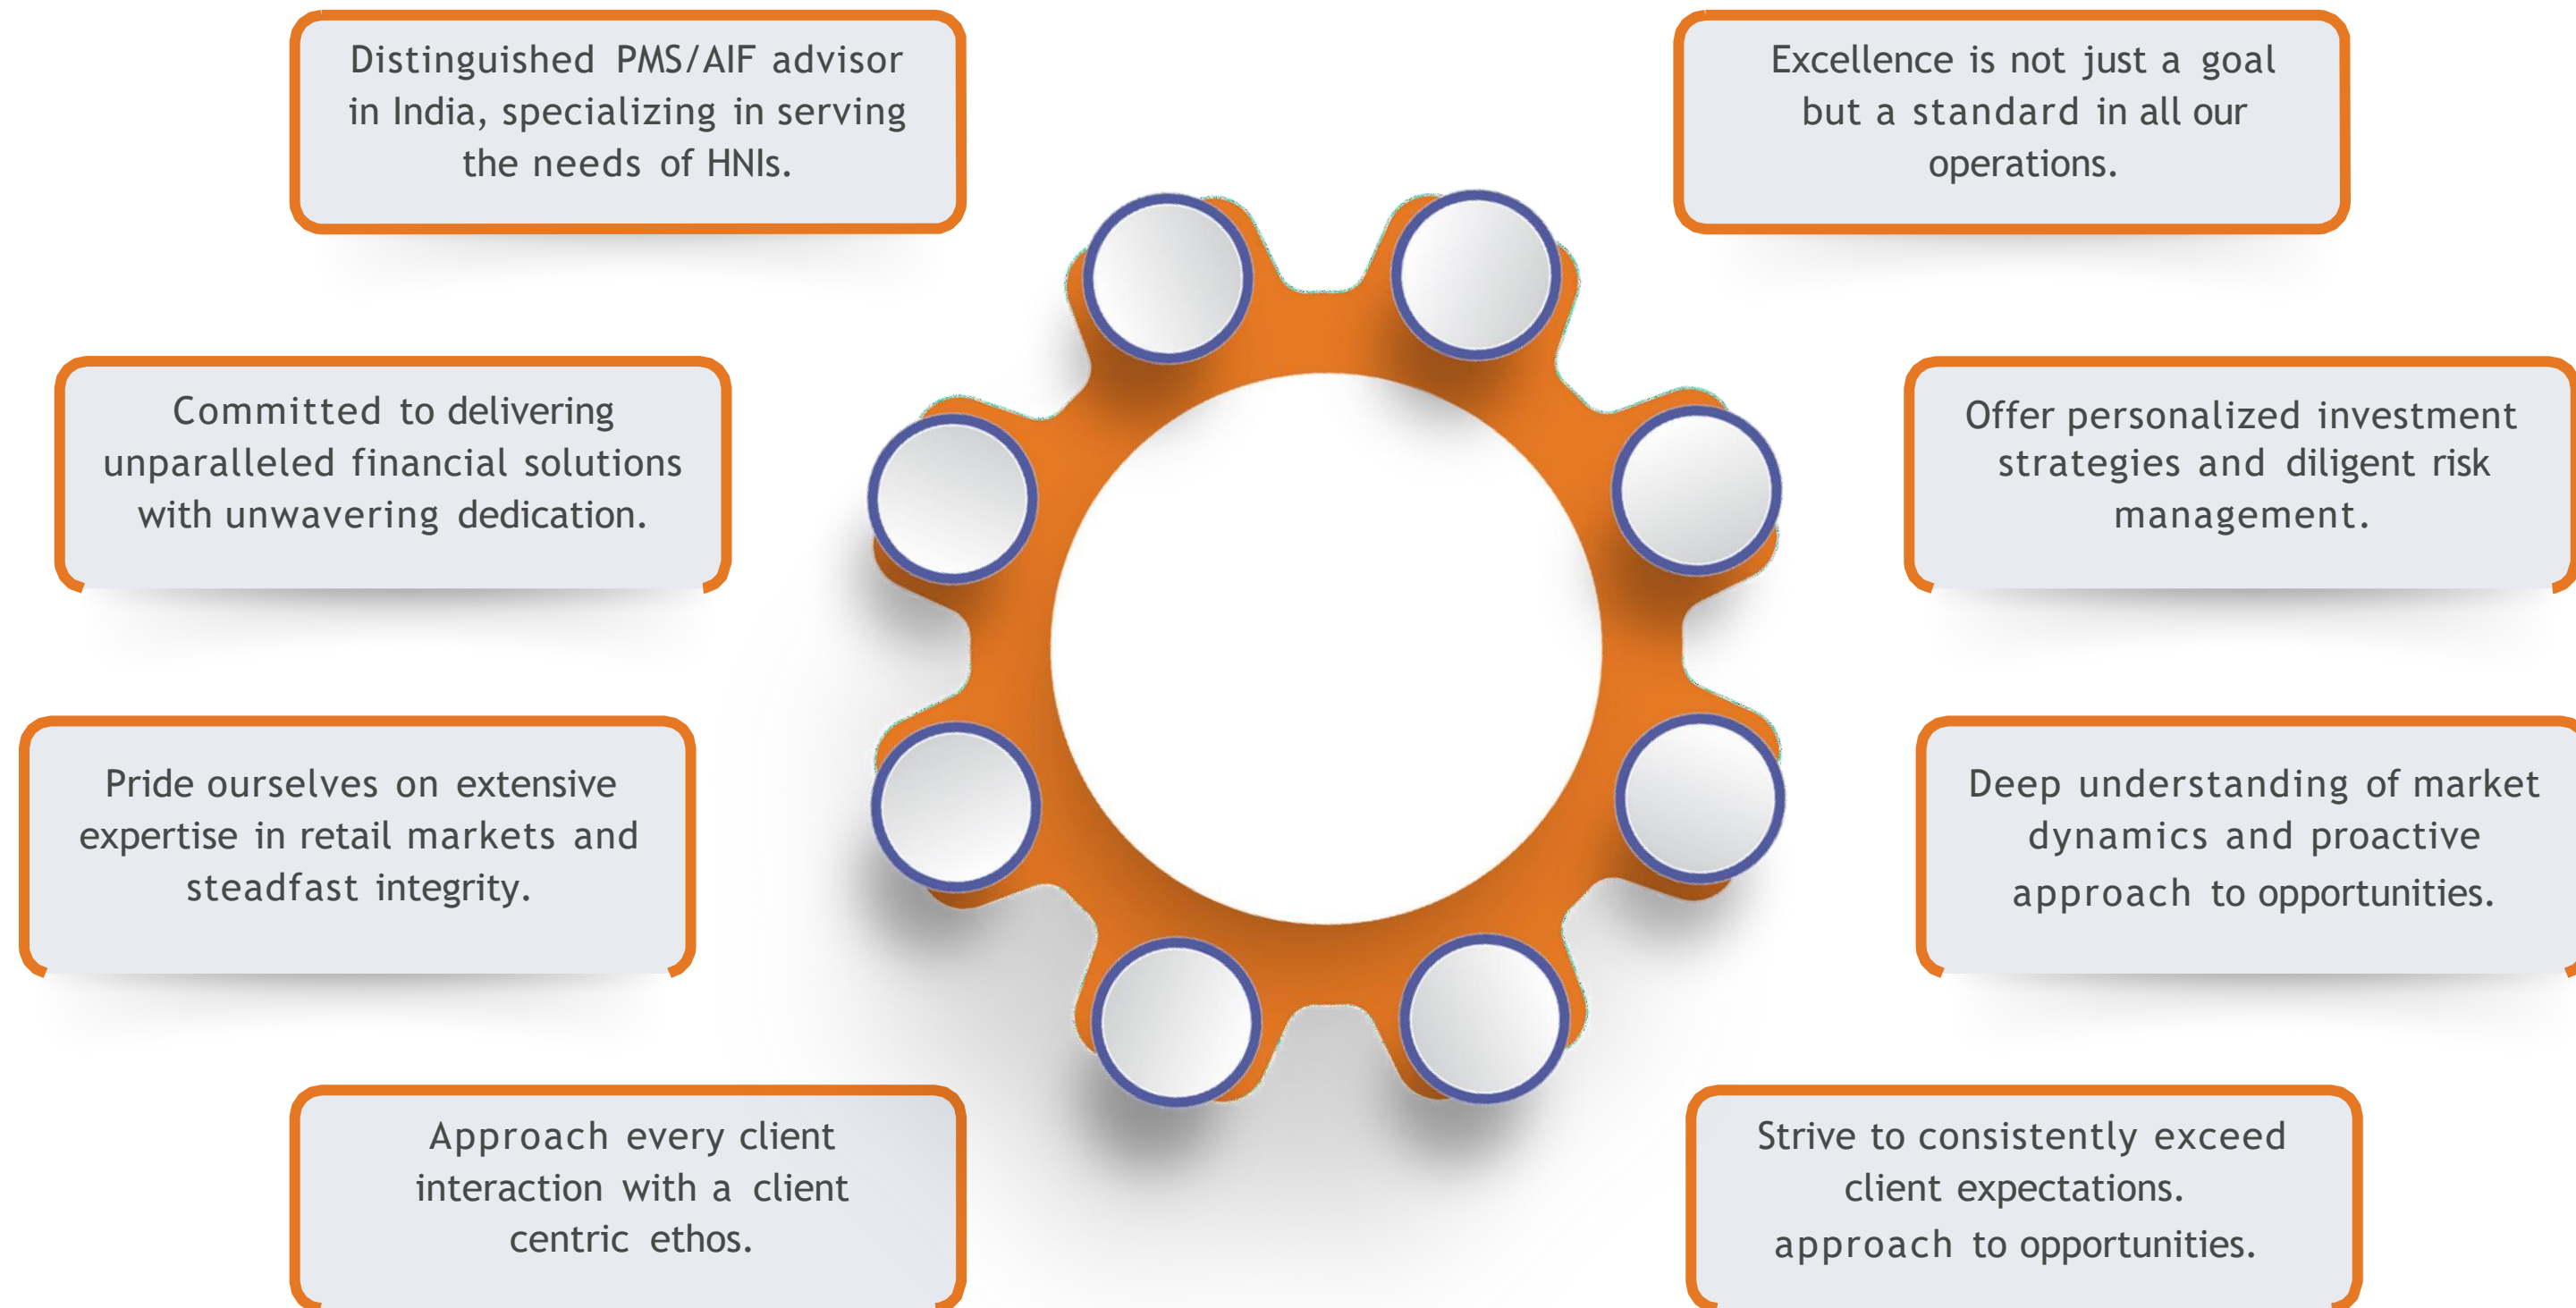 Distinguished PMS/AIF advisor
in India, specializing in serving
the needs of HNIs.
Excellence is not just a goal
but a standard in all our
operations.
Committed to delivering
unparalleled financial solutions
with unwavering dedication.
Offer personalized investment
strategies and diligent risk
management.
Pride ourselves on extensive
expertise in retail markets and
steadfast integrity.
Deep understanding of market
dynamics and proactive
approach to opportunities.
Approach every client
interaction with a client
centric ethos.
Strive to consistently exceed
client expectations.
approach to opportunities.